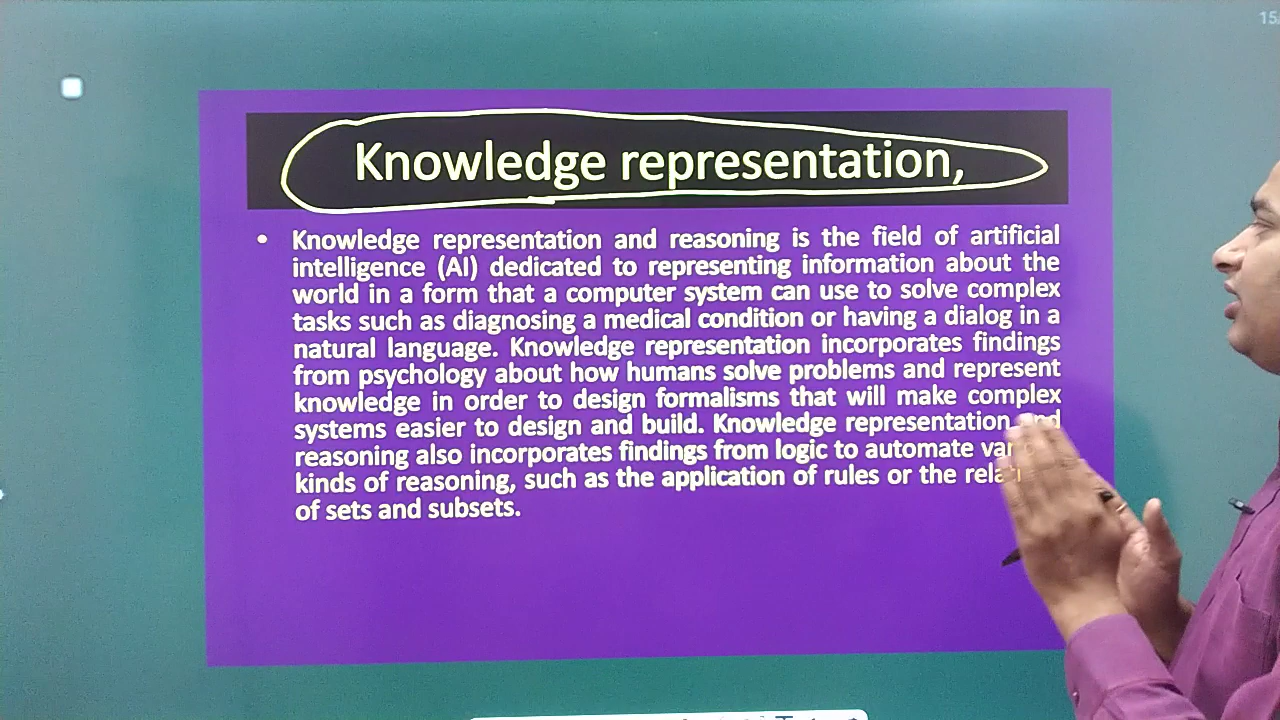 15
Knowledge representation,
• Knowledge representation and reasoning is the field of artificial
intelligence (AI) dedicated to representing information about the
world in a form that a computer system can use to solve complex
tasks such as diagnosing a medical condition or having a dialog in a
natural language. Knowledge representation incorporates findings
from psychology about how humans solve problems and represent
knowledge in order to design formalisms that will make complex
systems easier to design and build. Knowledge representation and
reasoning also incorporates findings from logic to automate
kinds of reasoning, such as the application of rules or the
of sets and subsets.